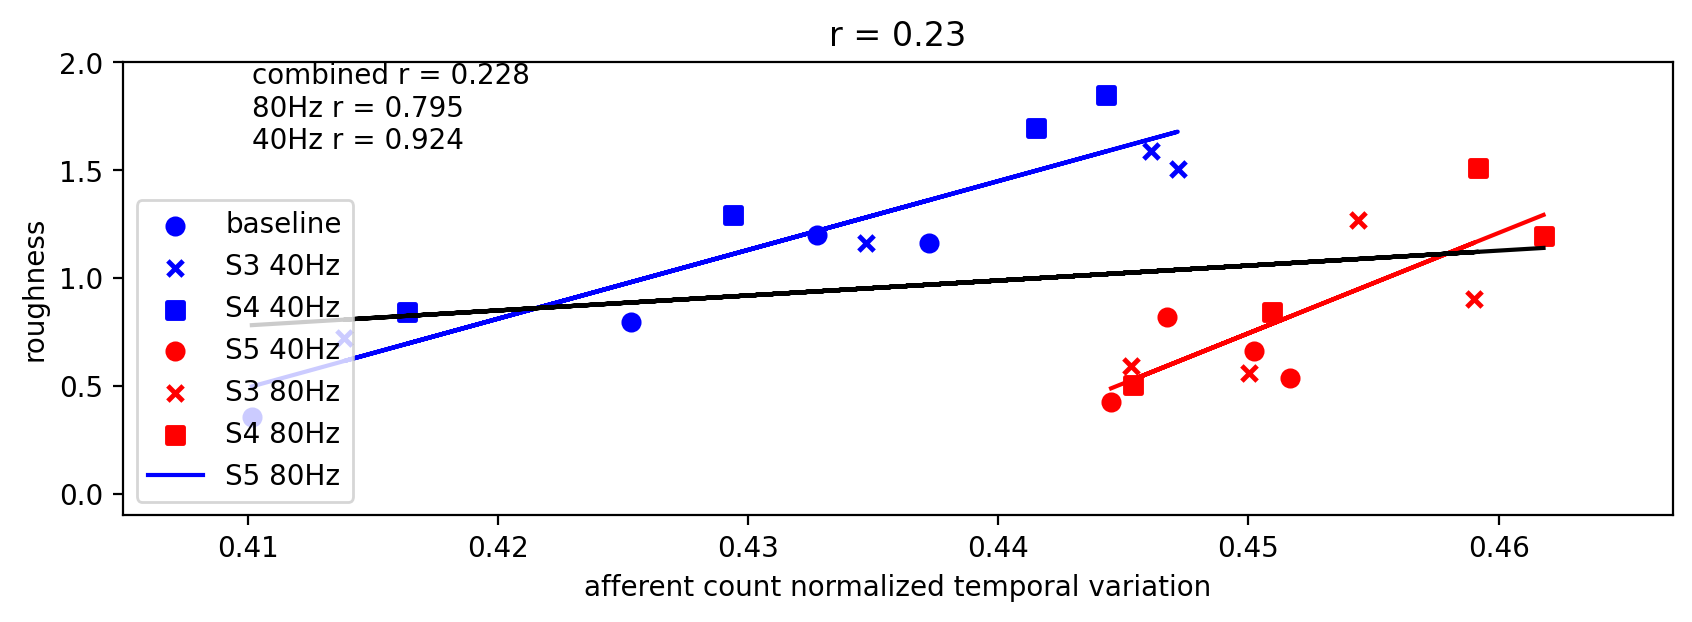 r = 0.23
combined r = 0.228
80Hz r = 0.795
40Hz r = 0.924
roughness
2.0
1.5
1.0
0.5
0.0
baseline
S3 40Hz
S4 40Hz
S5 40Hz
S3 80Hz
S4 80Hz
S5 80Hz
0.41 0.42 0.43 0.44 0.45 0.46
afferent count normalized temporal variation